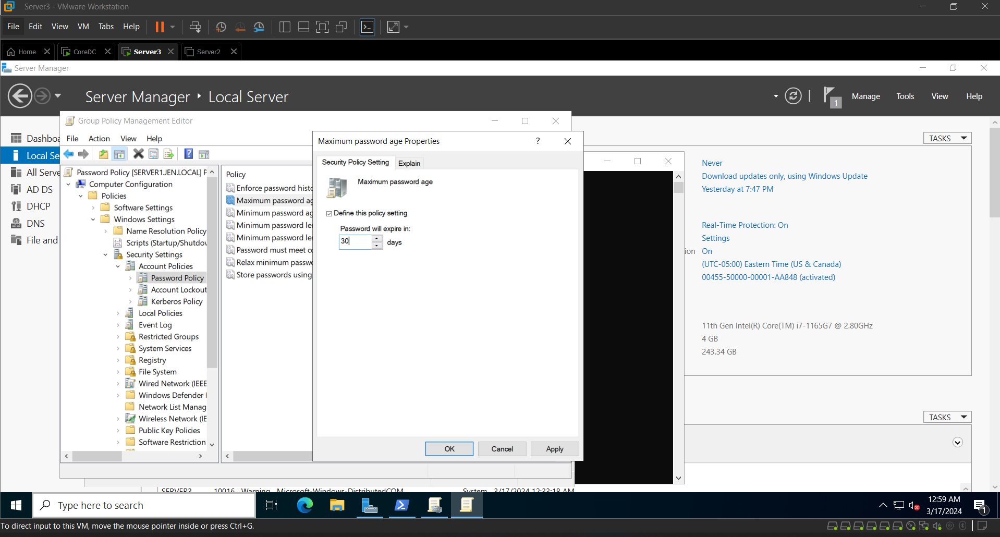 Server3 - VMware Workstation
File Edit View VM Tabs Help
Home CoreDC Server3 Server2
Server Manager
Server Manager Local Server
1 Manage Tools View Help
Group Policy Management Editor
File Action View Help
Dashboa
Local Se
All Serve
AD DS
DHCP
DNS
File and
Password Policy [SERVER1.JEN.LOCAL] P
Computer Configuration
Policies
Software Settings
Windows Settings
Name Resolution Policy
Scripts (Startup/Shutdow
Security Settings
Account Policies
Password Policy
Account Lockout
Kerberos Policy
Local Policies
Event Log
Restricted Groups
System Services
Registry
File System
Wired Network (IEEE
Windows Defender
Network List Manag
Wireless Network (IE
Public Key Policies
Software Restriction
Policy
Enforce password histo
Maximum password ag
Minimum password ag
Minimum password le
Minimum password le
Password must meet co
Relax minimum passwo
Store passwords using
Maximum password age Properties
?
Security Policy Setting Explain
Maximum password age
Define this policy setting
Password will expire in:
30 days
OK Cancel Apply
TASKS
Never
Download updates only, using Windows Update
Yesterday at 7:47 PM
Real-Time Protection: On
Settings
ion On
(UTC-05:00) Eastern Time (US & Canada)
00455-50000-00001-AA848 (activated)
11th Gen Intel(R) Core(TM) i7-1165G7 @ 2.80GHz
4 GB
243.34 GB
TASKS
SERVER3 10016 Warning Microsoft-Windows-DistributedCOM System 3/17/2024 12:33:18 AM
Type here to search
12:59 AM
3/17/2024
1
To direct input to this VM, move the mouse pointer inside or press Ctrl+G.